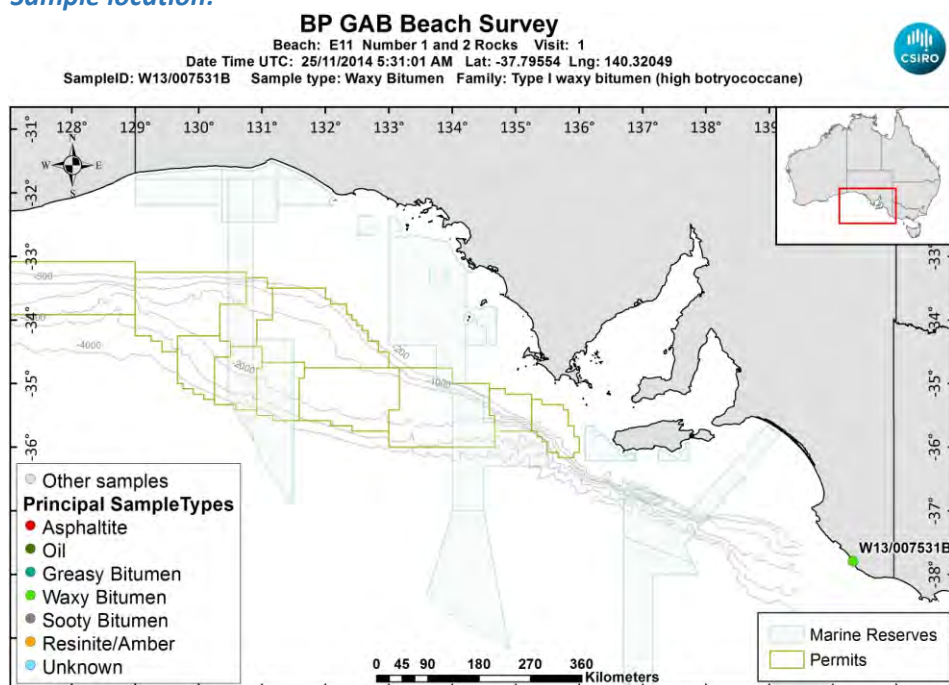 Sample location:
BP GAB Beach Survey
Beach: E11 Number 1 and 2 Rocks Visit: 1
Date Time UTC: 25/11/2014 5:31:01 AM Lat: -37.79554 Lng: 140.32049
SampleID: W13/007531B Sample type: Waxy Bitumen Family: Type I waxy bitumen (high botryococcane)
CSIRO
128° 129° 130° 131° 132° 133° 134° 135° 136° 137° 138° 139
-31°
N
W E
S
-32°
-33°
-34°
-35°
-36°
-33°
-34°
-35°
-36°
-37°
-38°
-4000
-2000
-200
-1000
W13/007531B
Other samples
Principal SampleTypes
Asphaltite
Oil
Greasy Bitumen
Waxy Bitumen
Sooty Bitumen
Resinite/Amber
Unknown
0 45 90 180 270 360
Kilometers
Marine Reserves
Permits